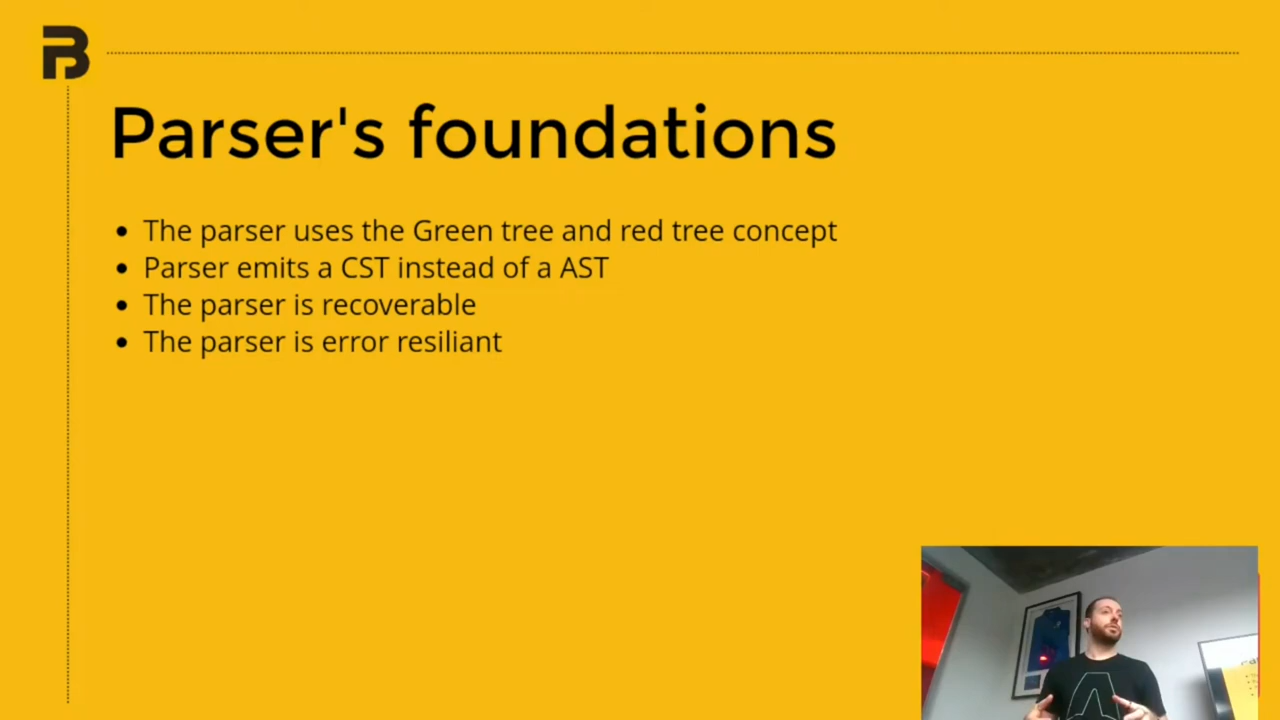 Parser's foundations
The parser uses the Green tree and red tree concept
Parser emits a CST instead of a AST
The parser is recoverable
The parser is error resiliant